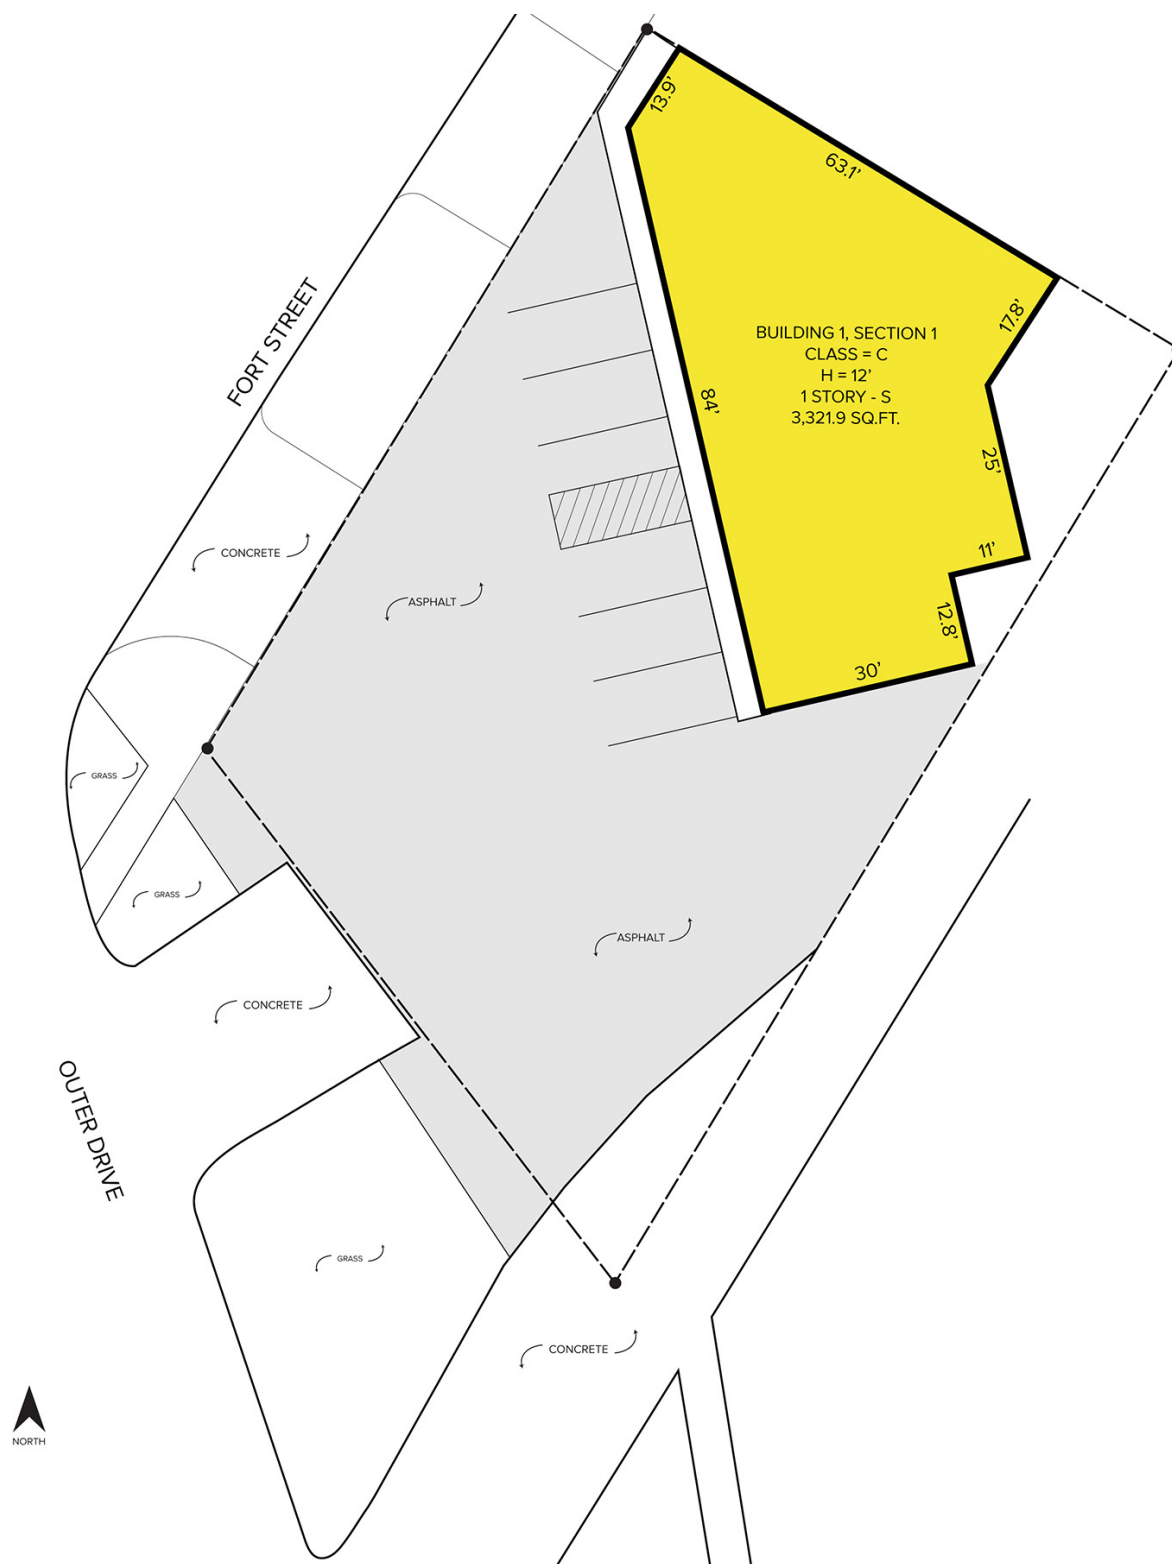 13.9'
63.1'
17.8'
FORT STREET
BUILDING 1, SECTION 1
CLASS = C
H = 12'
1 STORY - S
3,321.9 SQ.FT.
84'
25'
11'
CONCRETE
ASPHALT
12.8'
30'
GRASS
GRASS
ASPHALT
CONCRETE
OUTER DRIVE
GRASS
CONCRETE
NORTH